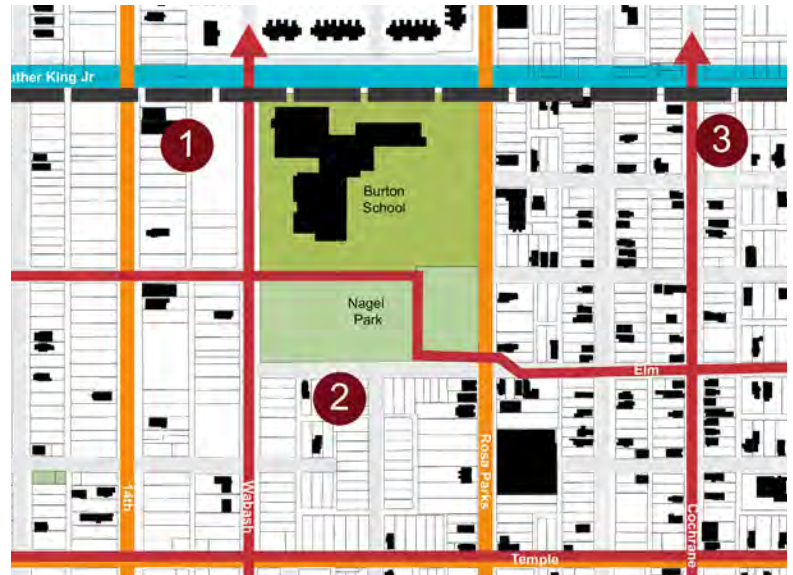 uther King Jr
1
3
Burton
School
Nagel
Park
Elm
2
14th
Wabash
Rosa Parks
Cochrane
Temple